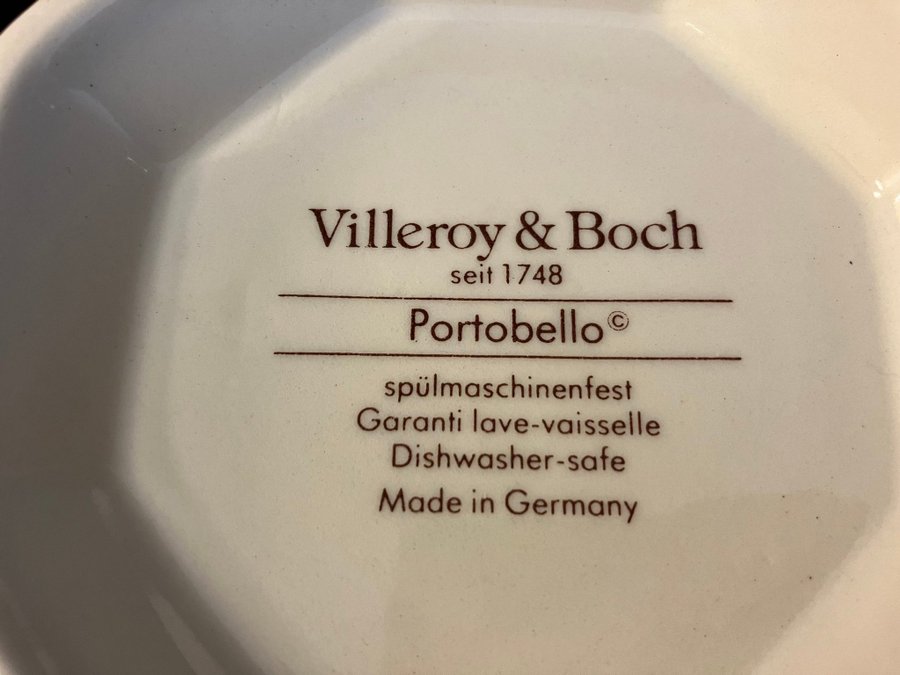 Villeroy & Boch
seit 1748
Portobello©
spülmaschinenfest
Garanti lave-vaisselle
Dishwasher-safe
Made in Germany